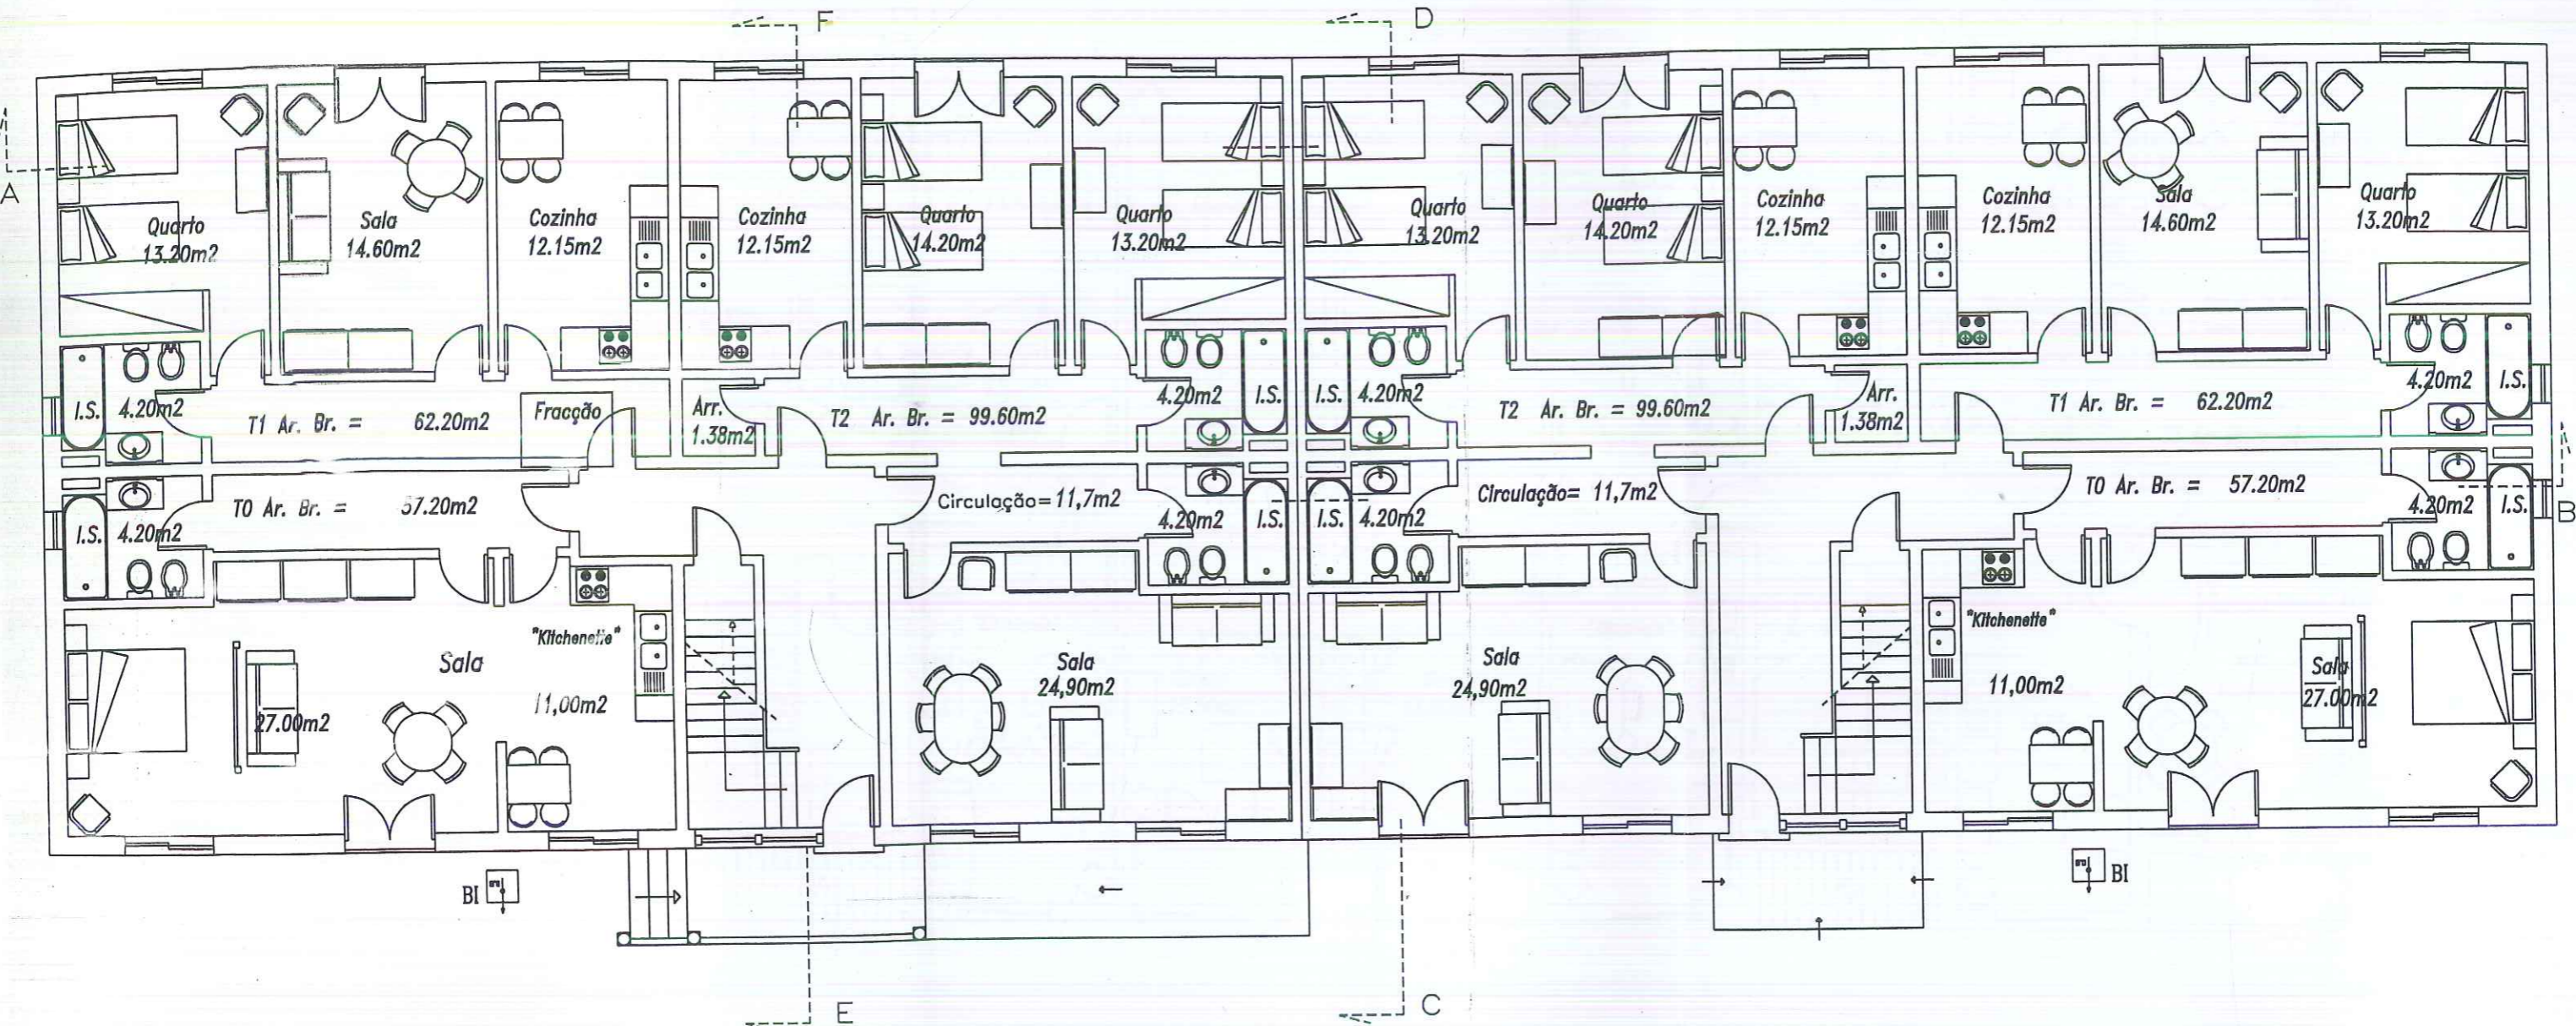 F
D
A
Quarto
13.20m2
Sala
14.60m2
Cozinha
12.15m2
Cozinha
12.15m2
Quarto
14.20m2
Quarto
13.20m2
Quarto
13.20m2
Quarto
14.20m2
Cozinha
12.15m2
Cozinha
12.15m2
Sala
14.60m2
Quarto
13.20m2
I.S.
4.20m2
T1 Ar. Br. = 62.20m2
Fracção
Arr.
1.38m2
T2 Ar. Br. = 99.60m2
4.20m2
I.S.
I.S.
4.20m2
T2 Ar. Br. = 99.60m2
Arr.
1.38m2
T1 Ar. Br. = 62.20m2
4.20m2
I.S.
I.S.
4.20m2
T0 Ar. Br. = 57.20m2
Circulação=11,7m2
4.20m2
I.S.
I.S.
4.20m2
Circulação= 11,7m2
T0 Ar. Br. = 57.20m2
4.20m2
I.S.
B
Sala
27.00m2
"Kitchenette"
11,00m2
Sala
24,90m2
Sala
24,90m2
"Kitchenette"
11,00m2
Sala
27.00m2
BI
BI
E
C